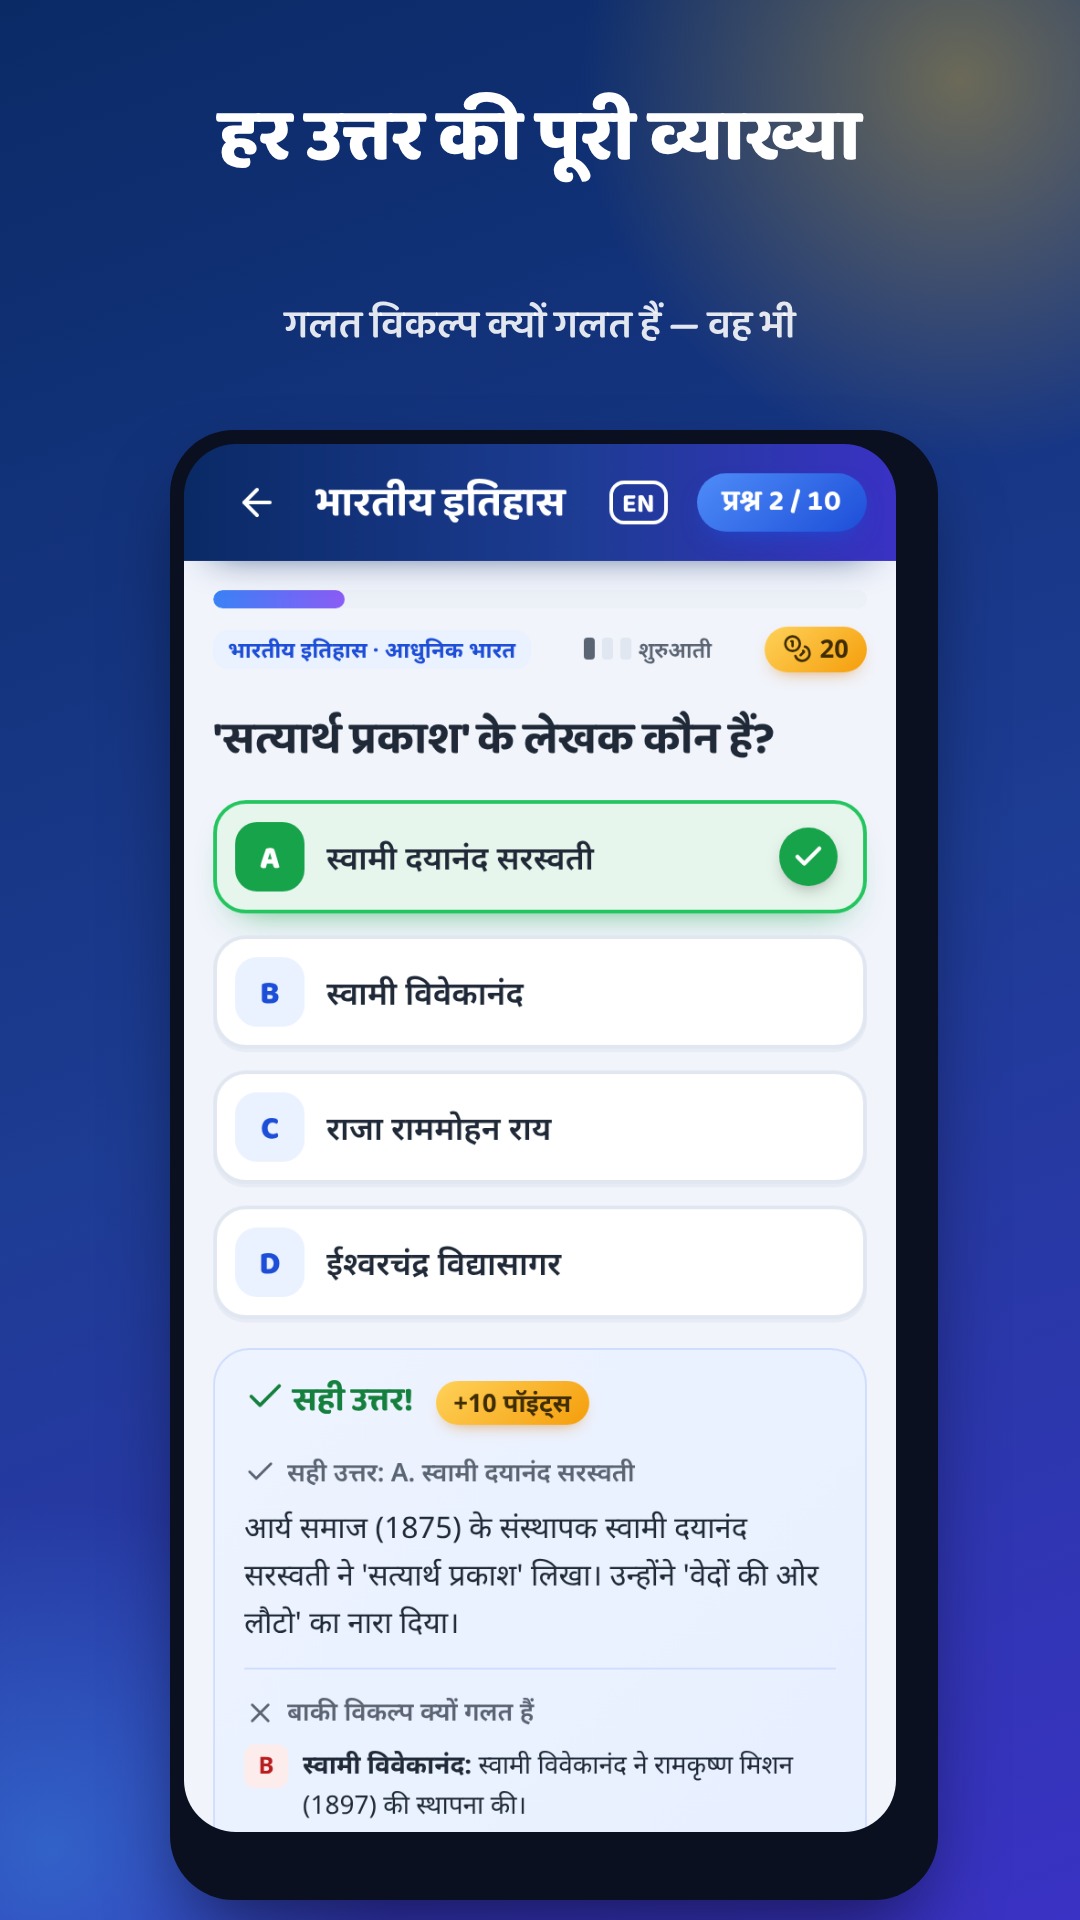 हर उत्तर की पूरी व्याख्या
गलत विकल्प क्यों गलत हैं — वह भी
भारतीय इतिहास
EN
प्रश्न 2 / 10
भारतीय इतिहास · आधुनिक भारत
शुरुआती
20
'सत्यार्थ प्रकाश' के लेखक कौन हैं?
A स्वामी दयानंद सरस्वती
B स्वामी विवेकानंद
C राजा राममोहन राय
D ईश्वरचंद्र विद्यासागर
सही उत्तर! +10 पॉइंट्स
सही उत्तर: A. स्वामी दयानंद सरस्वती
आर्य समाज (1875) के संस्थापक स्वामी दयानंद
सरस्वती ने 'सत्यार्थ प्रकाश' लिखा। उन्होंने 'वेदों की ओर
लौटो' का नारा दिया।
बाकी विकल्प क्यों गलत हैं
B स्वामी विवेकानंद: स्वामी विवेकानंद ने रामकृष्ण मिशन
(1897) की स्थापना की।